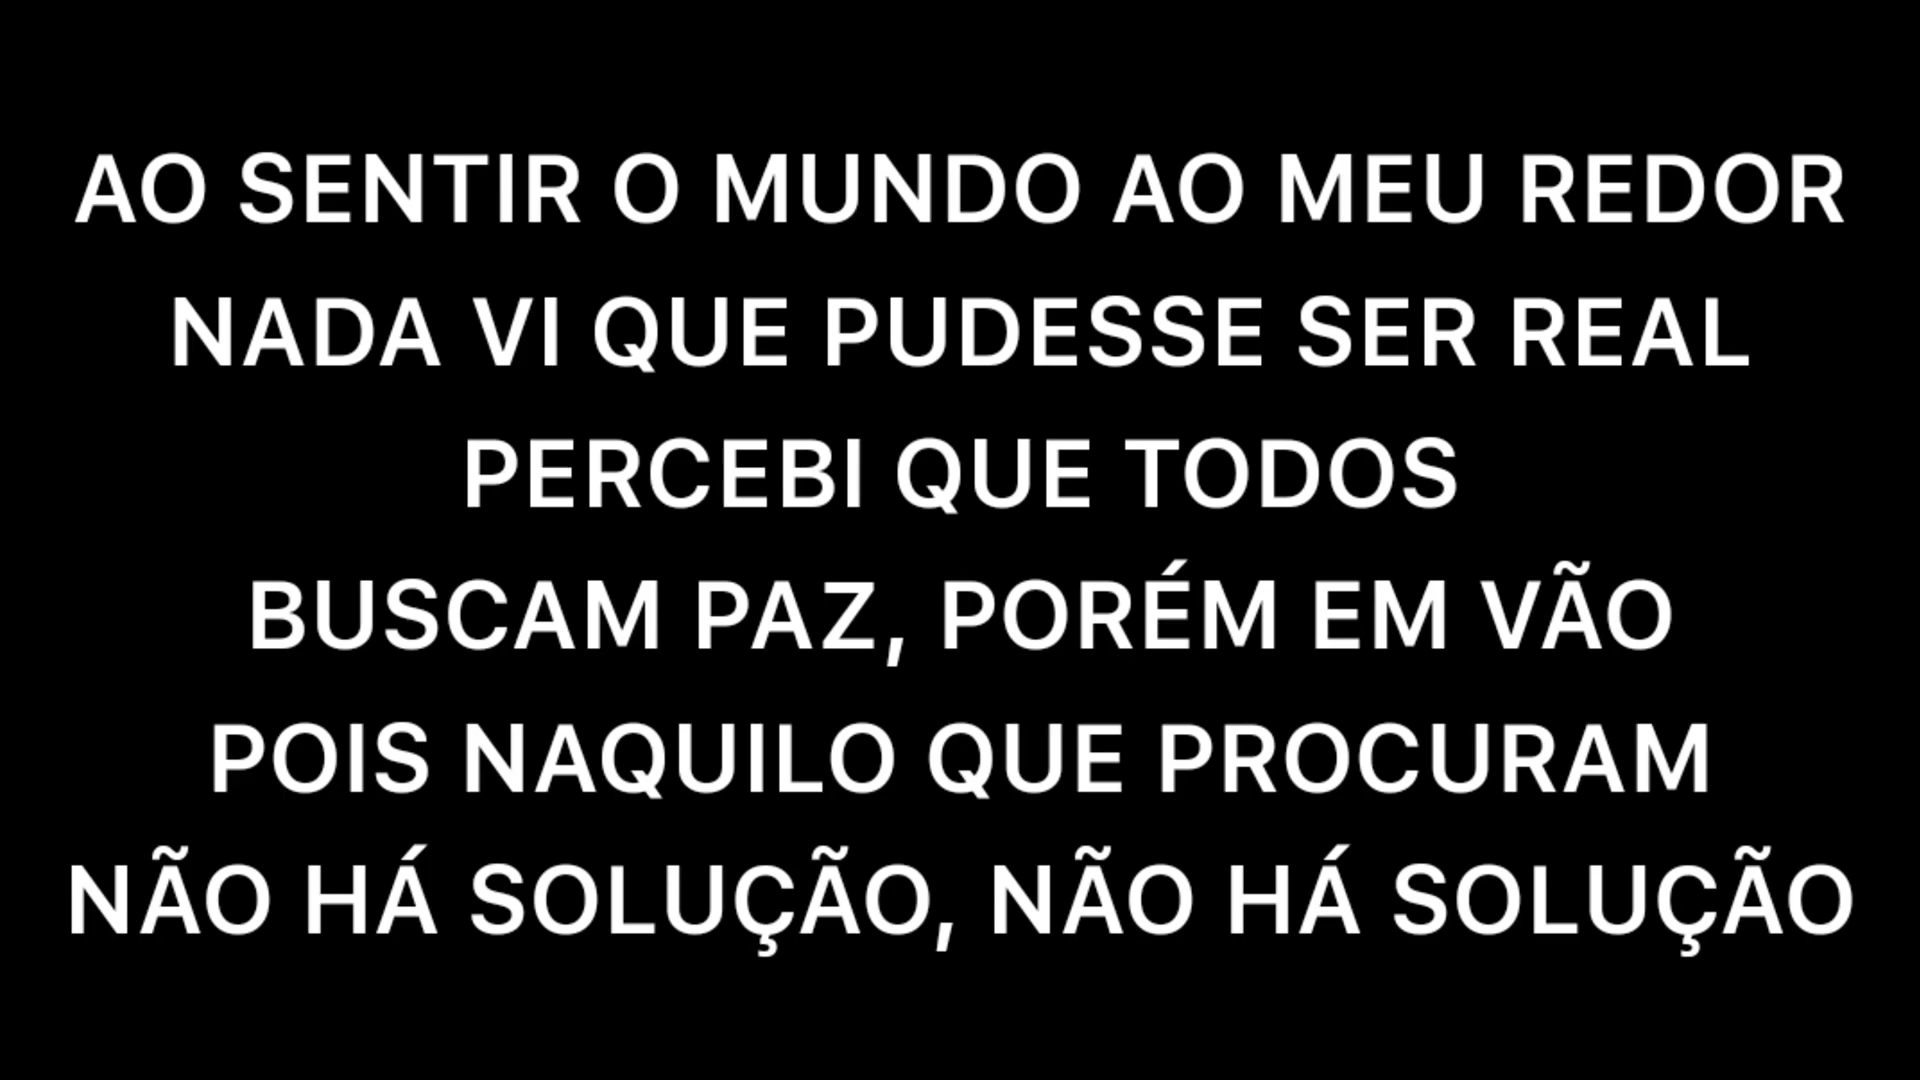 AO SENTIR O MUNDO AO MEU REDOR
NADA VI QUE PUDESSE SER REAL
PERCEBI QUE TODOS
BUSCAM PAZ, PORÉM EM VÃO
POIS NAQUILO QUE PROCURAM
NÃO HÁ SOLUÇÃO, NÃO HÁ SOLUÇÃO